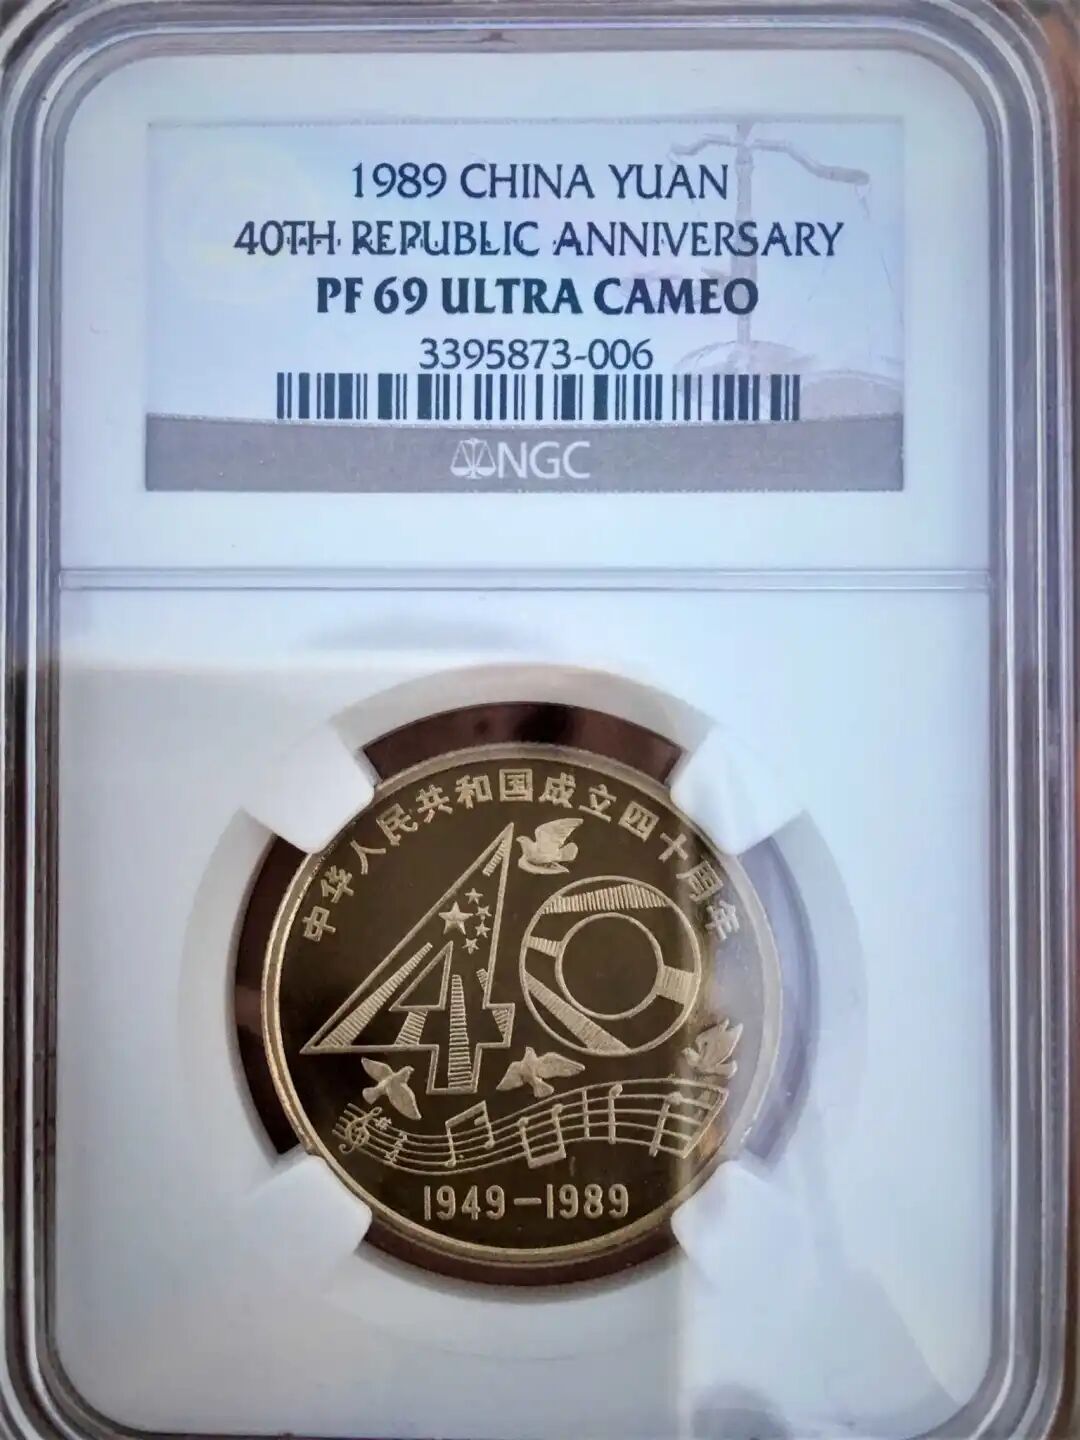 1989 CHINA YUAN
40TH REPUBLIC ANNIVERSARY
PF 69 ULTRA CAMEO
3395873-006
NGC
中华人民共和国成立四十周年
40
1949-1989